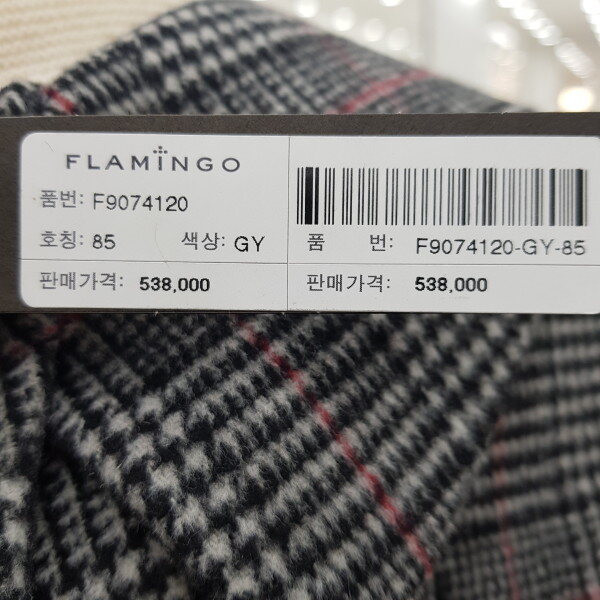 FLAMINGO
품번: F9074120
호칭: 85 색상: GY
판매가격: 538,000
품 번: F9074120-GY-85
판매가격: 538,000